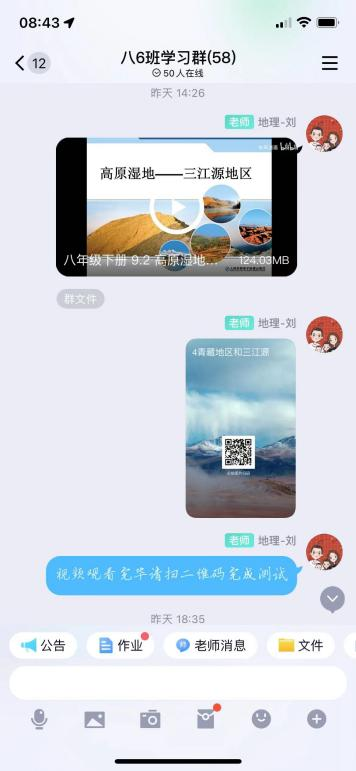 08:43
12
八6班学习群(58)
50人在线
昨天 14:26
老师 地理-刘
高原湿地——三江源地区
八年级下册 9.2 高原湿地... 124.03MB
群文件
老师 地理-刘
4青藏地区和三江源
老师 地理-刘
视频观看完毕请扫二维码完成测试
昨天 18:35
公告 作业 老师消息 文件